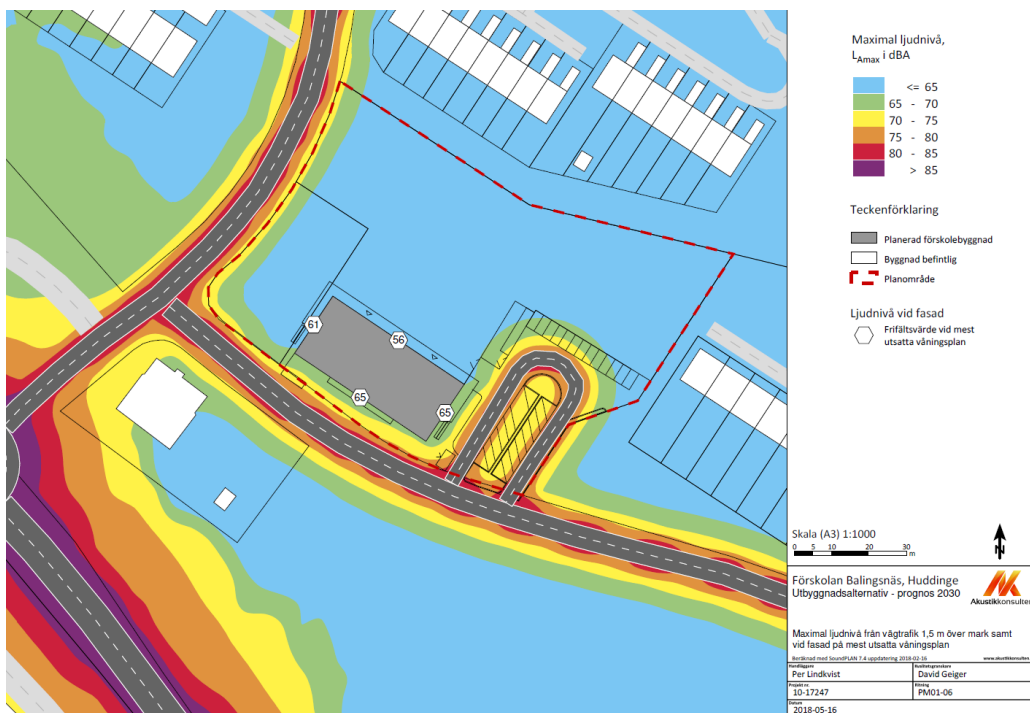 Maximal ljudnivå,
LAmax i dBA
<= 65
65 - 70
70 - 75
75 - 80
80 - 85
> 85
Teckenförklaring
Planerad förskolebyggnad
Byggnad befintlig
Planområde
Ljudnivå vid fasad
Frifältsvärde vid mest
utsatta våningsplan
61
56
65
65
Skala (A3) 1:1000
0 5 10 20 30
m
N
Förskolan Balingsnäs, Huddinge
Utbyggnadsalternativ - prognos 2030
Akustikkonsulten
Maximal ljudnivå från vägtrafik 1,5 m över mark samt
vid fasad på mest utsatta våningsplan
Beräknad med SoundPLAN 7.4 uppdatering 2018-02-16
www.akustikkonsulten.
Handläggare
Per Lindkvist
Kvalitetsgranskare
David Geiger
Projekt nr
10-17247
Ritning
PM01-06
Datum
2018-05-16